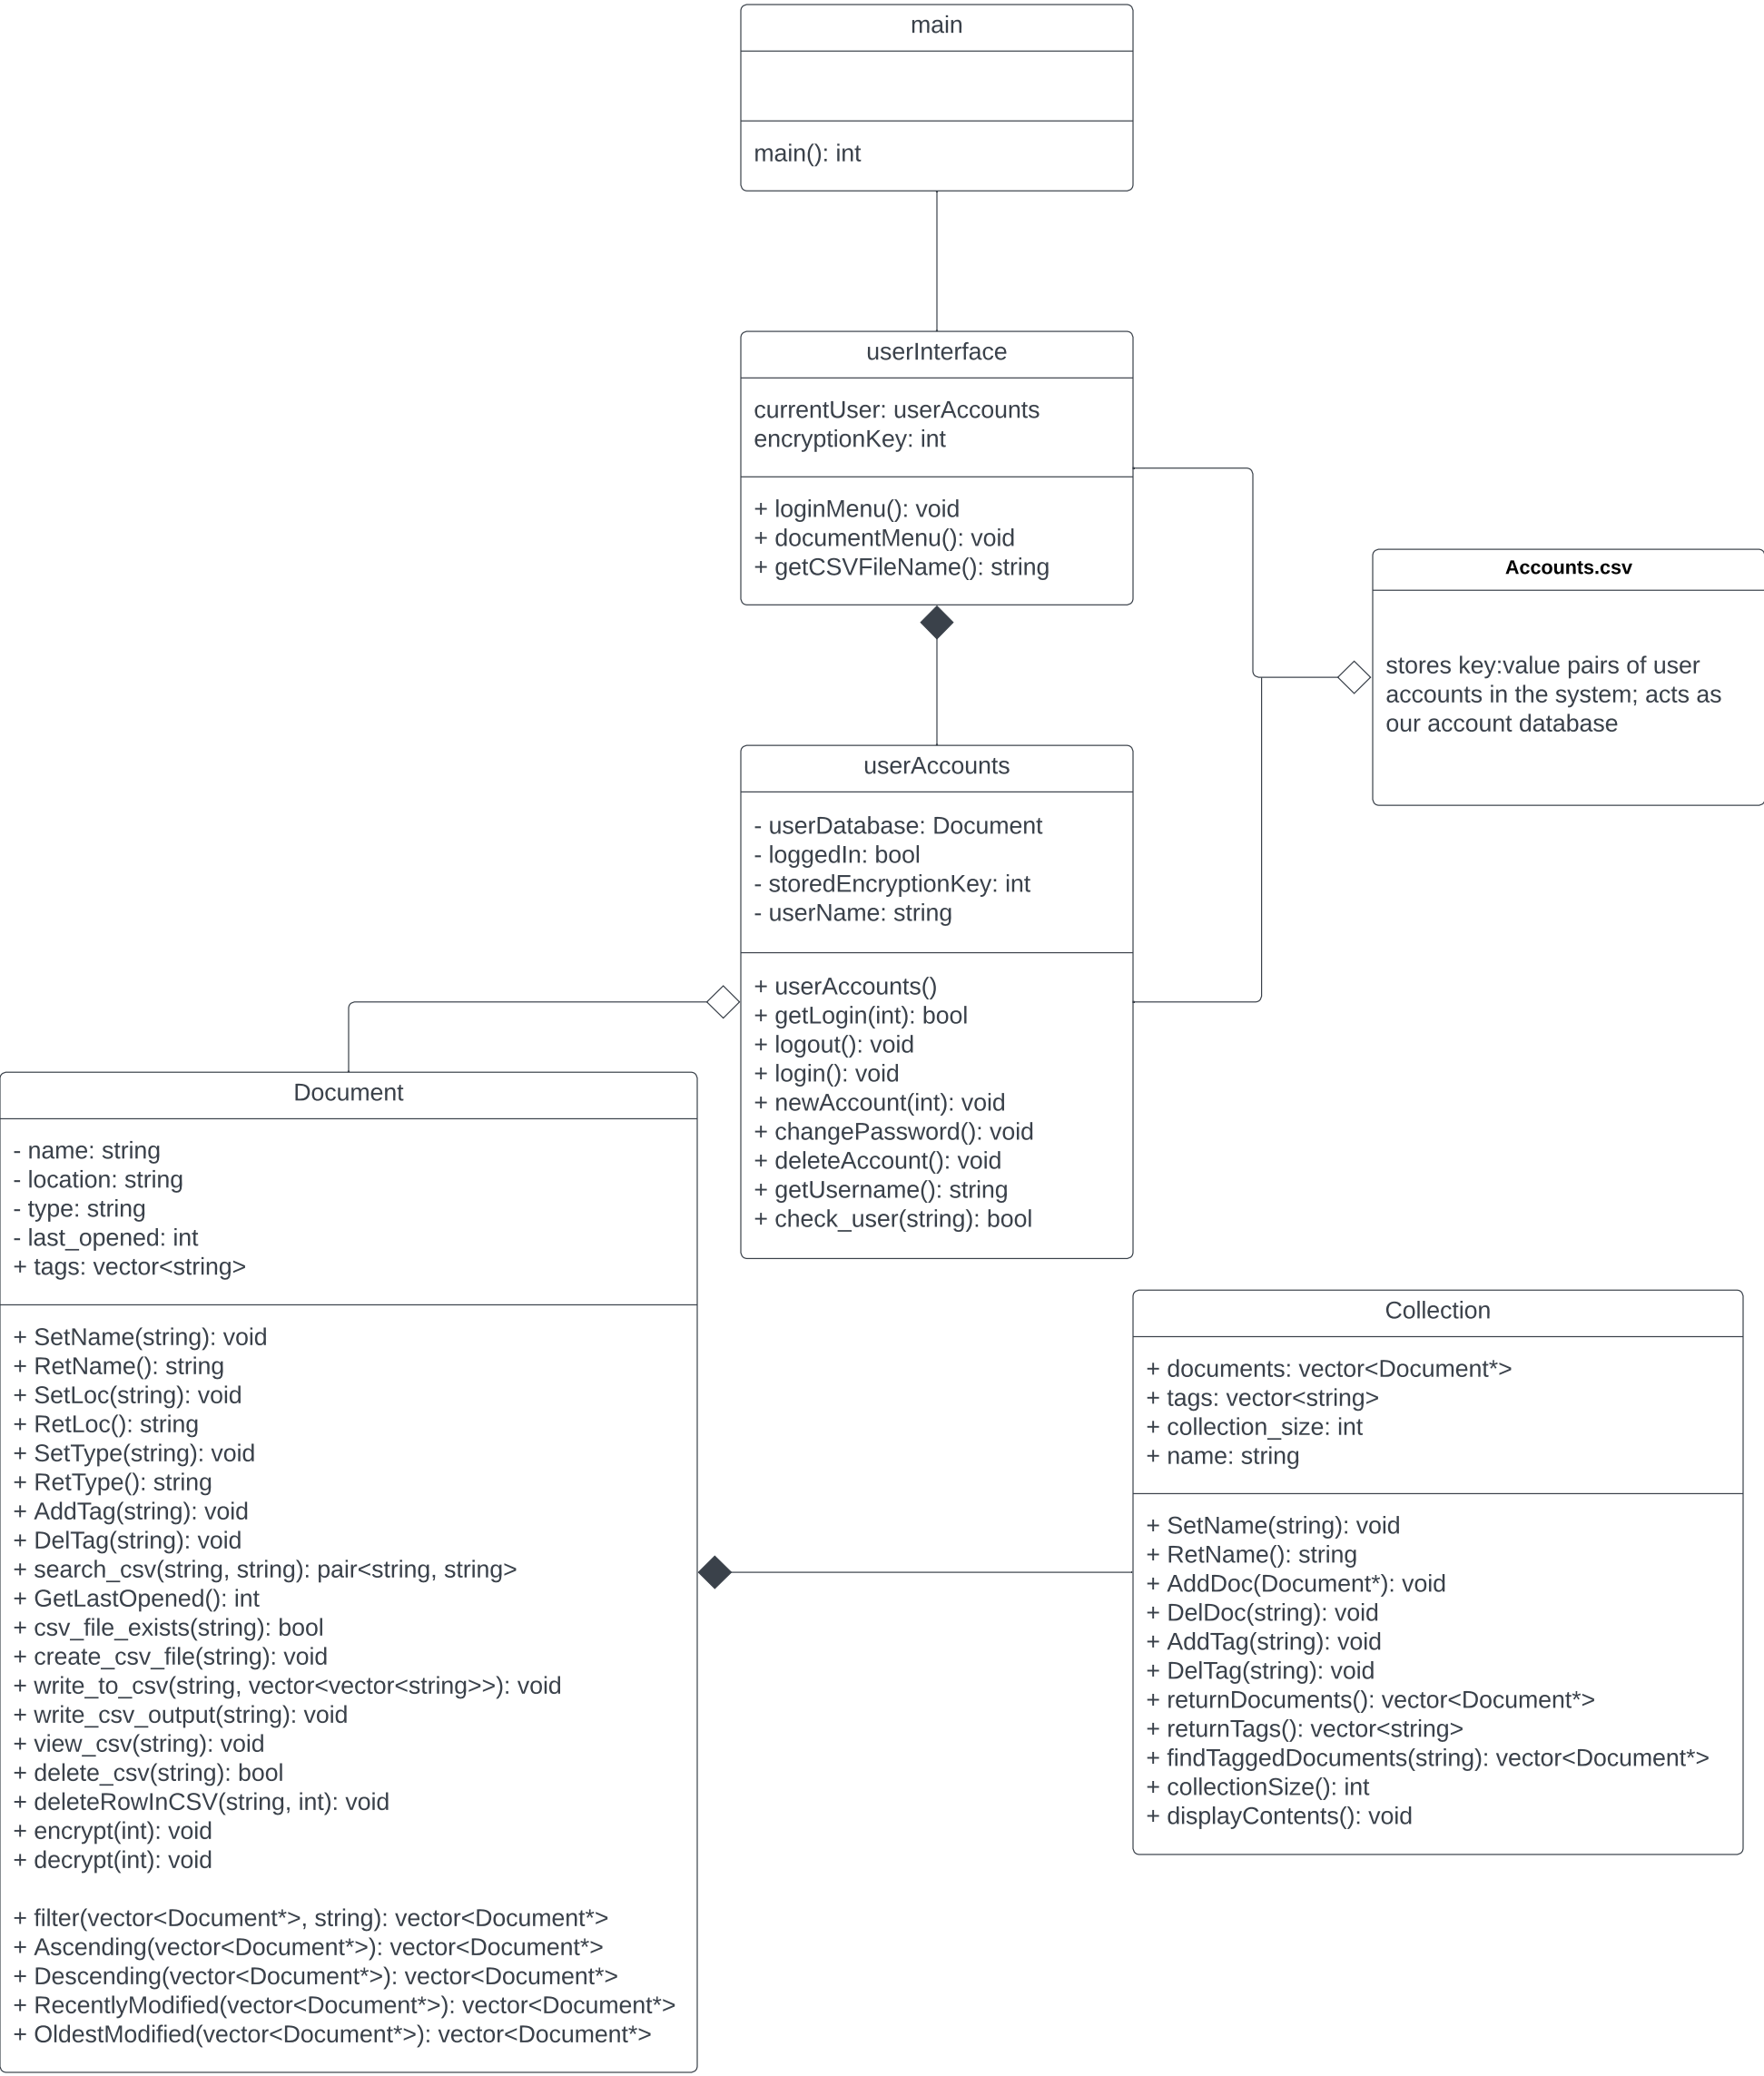 main
main(): int
userInterface
currentUser: userAccounts
encryptionKey: int
+ loginMenu(): void
+ documentMenu(): void
+ getCSVFileName(): string
Accounts.csv
stores key:value pairs of user
accounts in the system; acts as
our account database
userAccounts
- userDatabase: Document
- loggedIn: bool
- storedEncryptionKey: int
- userName: string
+ userAccounts()
+ getLogin(int): bool
+ logout(): void
+ login(): void
+ newAccount(int): void
+ changePassword(): void
+ deleteAccount(): void
+ getUsername(): string
+ check_user(string): bool
Document
- name: string
- location: string
- type: string
- last_opened: int
+ tags: vector<string>
+ SetName(string): void
+ RetName(): string
+ SetLoc(string): void
+ RetLoc(): string
+ SetType(string): void
+ RetType(): string
+ AddTag(string): void
+ DelTag(string): void
+ search_csv(string, string): pair<string, string>
+ GetLastOpened(): int
+ csv_file_exists(string): bool
+ create_csv_file(string): void
+ write_to_csv(string, vector<vector<string>>): void
+ write_csv_output(string): void
+ view_csv(string): void
+ delete_csv(string): bool
+ deleteRowInCSV(string, int): void
+ encrypt(int): void
+ decrypt(int): void
+ filter(vector<Document*>, string): vector<Document*>
+ Ascending(vector<Document*>): vector<Document*>
+ Descending(vector<Document*>): vector<Document*>
+ RecentlyModified(vector<Document*>): vector<Document*>
+ OldestModified(vector<Document*>): vector<Document*>
Collection
+ documents: vector<Document*>
+ tags: vector<string>
+ collection_size: int
+ name: string
+ SetName(string): void
+ RetName(): string
+ AddDoc(Document*): void
+ DelDoc(string): void
+ AddTag(string): void
+ DelTag(string): void
+ returnDocuments(): vector<Document*>
+ returnTags(): vector<string>
+ findTaggedDocuments(string): vector<Document*>
+ collectionSize(): int
+ displayContents(): void